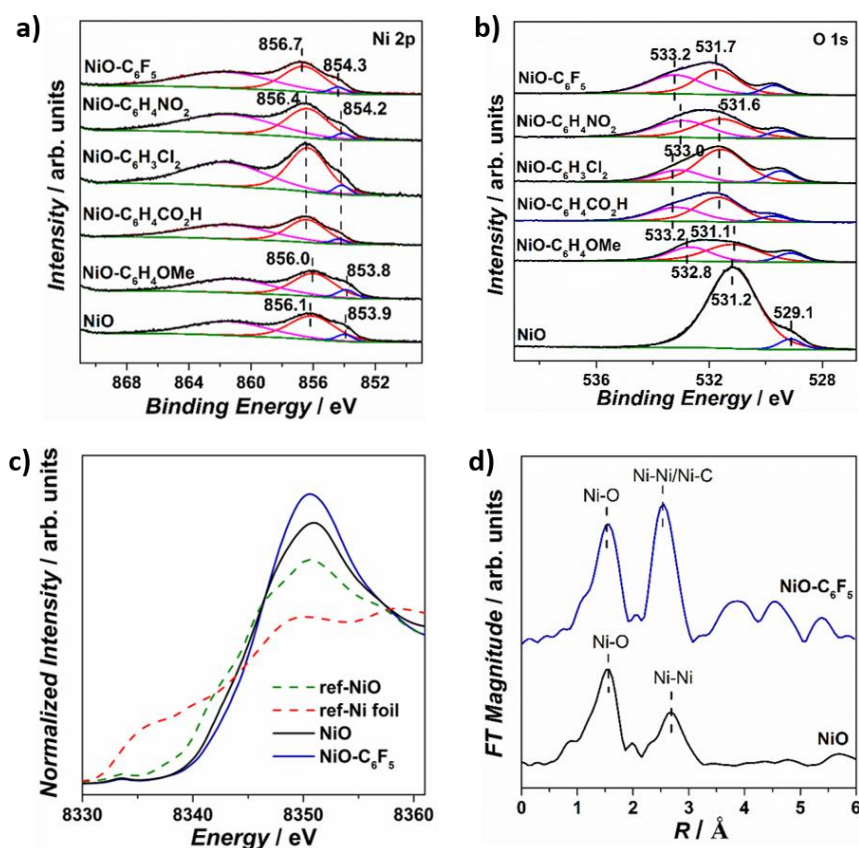 a)
Ni 2p
856.7
854.3
NiO-C₆F₅
856.4
854.2
NiO-C₆H₄NO₂
NiO-C₆H₃Cl₂
NiO-C₆H₄CO₂H
856.0
853.8
NiO-C₆H₄OMe
856.1
853.9
NiO
868 864 860 856 852
Binding Energy / eV
Intensity / arb. units
b)
O 1s
533.2 531.7
NiO-C₆F₅
531.6
NiO-C₆H₄NO₂
533.0
NiO-C₆H₃Cl₂
NiO-C₆H₄CO₂H
533.2 531.1
NiO-C₆H₄OMe
532.8
531.2
529.1
NiO
536 532 528
Binding Energy / eV
Intensity / arb. units
c)
Normalized Intensity / arb. units
ref-NiO
ref-Ni foil
NiO
NiO-C₆F₅
8330 8340 8350 8360
Energy / eV
d)
FT Magnitude / arb. units
Ni-Ni/Ni-C
Ni-O
NiO-C₆F₅
Ni-O
Ni-Ni
NiO
0 1 2 3 4 5 6
R / Å